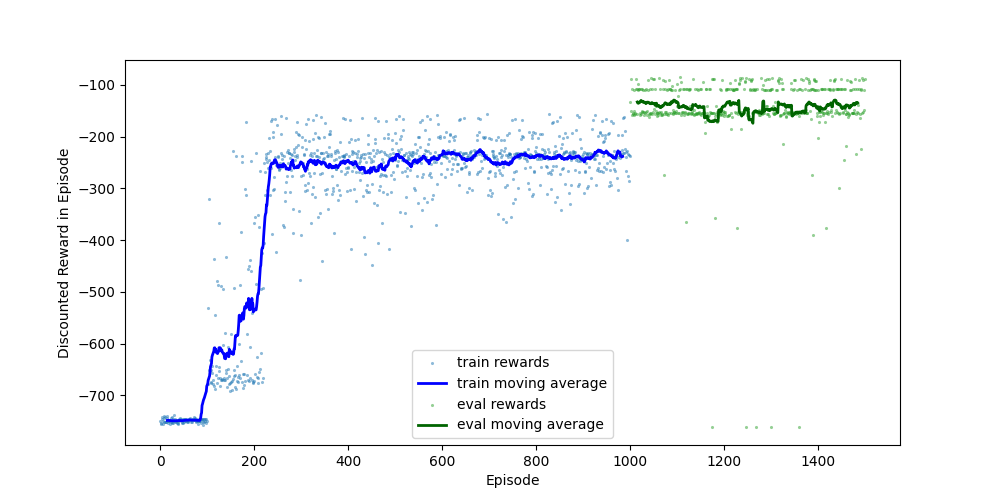 −100
−200
−300
−400
−500
−600
−700
Discounted Reward in Episode
train rewards
train moving average
eval rewards
eval moving average
0 200 400 600 800 1000 1200 1400
Episode